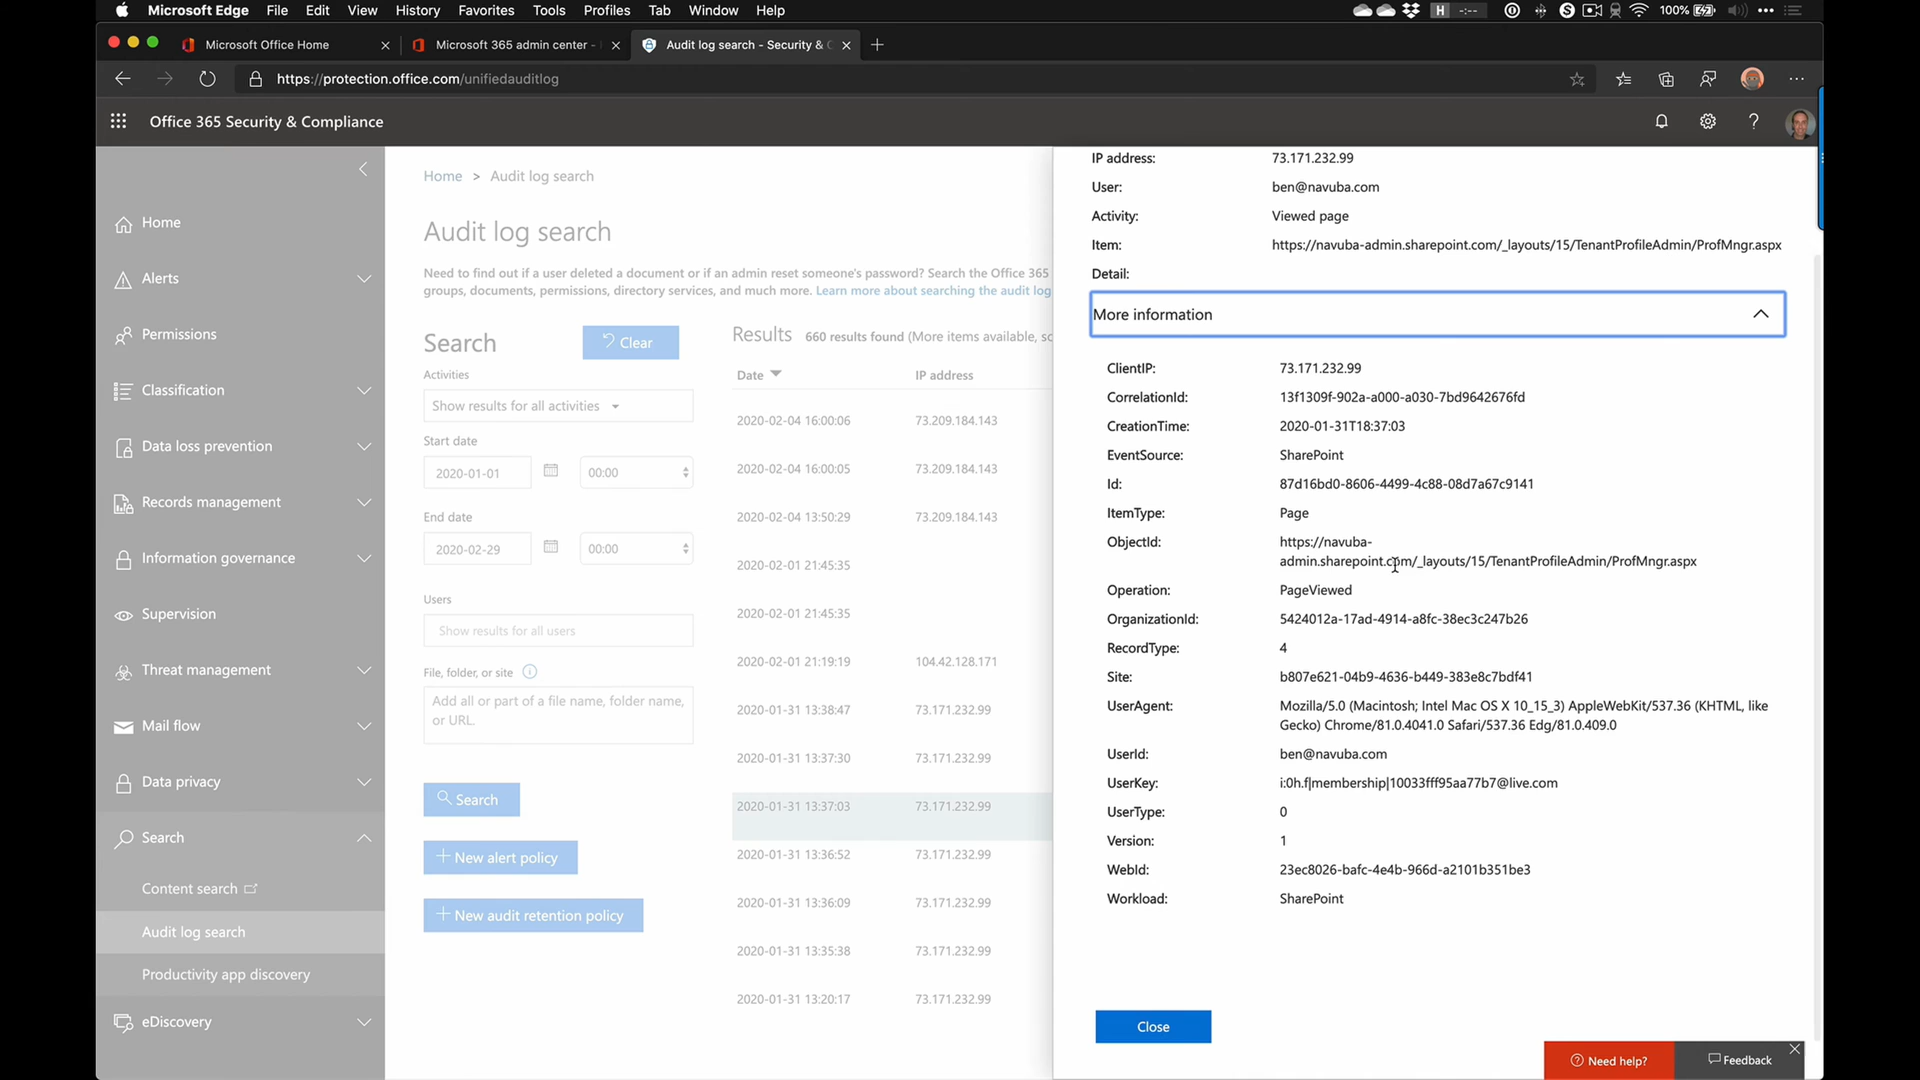 Microsoft Edge File Edit View History Favorites Tools Profiles Tab Window Help
H -:-- S 100%
Microsoft Office Home
Microsoft 365 admin center -
Audit log search - Security &
https://protection.office.com/unifiedauditlog
Office 365 Security & Compliance
?
Home
Alerts
Permissions
Classification
Data loss prevention
Records management
Information governance
Supervision
Threat management
Mail flow
Data privacy
Search
Content search
Audit log search
Productivity app discovery
eDiscovery
Home > Audit log search
Audit log search
Need to find out if a user deleted a document or if an admin reset someone's password? Search the Office 365
groups, documents, permissions, directory services, and much more. Learn more about searching the audit log
Search
Clear
Activities
Show results for all activities
Start date
2020-01-01 00:00
End date
2020-02-29 00:00
Users
Show results for all users
File, folder, or site
Add all or part of a file name, folder name,
or URL.
Search
+ New alert policy
+ New audit retention policy
Results 660 results found (More items available, sc
Date IP address
2020-02-04 16:00:06 73.209.184.143
2020-02-04 16:00:05 73.209.184.143
2020-02-04 13:50:29 73.209.184.143
2020-02-01 21:45:35
2020-02-01 21:45:35
2020-02-01 21:19:19 104.42.128.171
2020-01-31 13:38:47 73.171.232.99
2020-01-31 13:37:30 73.171.232.99
2020-01-31 13:37:03 73.171.232.99
2020-01-31 13:36:52 73.171.232.99
2020-01-31 13:36:09 73.171.232.99
2020-01-31 13:35:38 73.171.232.99
2020-01-31 13:20:17 73.171.232.99
IP address: 73.171.232.99
User: ben@navuba.com
Activity: Viewed page
Item: https://navuba-admin.sharepoint.com/_layouts/15/TenantProfileAdmin/ProfMngr.aspx
Detail:
More information
ClientIP: 73.171.232.99
CorrelationId: 13f1309f-902a-a000-a030-7bd9642676fd
CreationTime: 2020-01-31T18:37:03
EventSource: SharePoint
Id: 87d16bd0-8606-4499-4c88-08d7a67c9141
ItemType: Page
ObjectId: https://navuba-
admin.sharepoint.com/_layouts/15/TenantProfileAdmin/ProfMngr.aspx
Operation: PageViewed
OrganizationId: 5424012a-17ad-4914-a8fc-38ec3c247b26
RecordType: 4
Site: b807e621-04b9-4636-b449-383e8c7bdf41
UserAgent: Mozilla/5.0 (Macintosh; Intel Mac OS X 10_15_3) AppleWebKit/537.36 (KHTML, like
Gecko) Chrome/81.0.4041.0 Safari/537.36 Edg/81.0.409.0
UserId: ben@navuba.com
UserKey: i:0h.f|membership|10033fff95aa77b7@live.com
UserType: 0
Version: 1
WebId: 23ec8026-bafc-4e4b-966d-a2101b351be3
Workload: SharePoint
Close
Need help?
Feedback